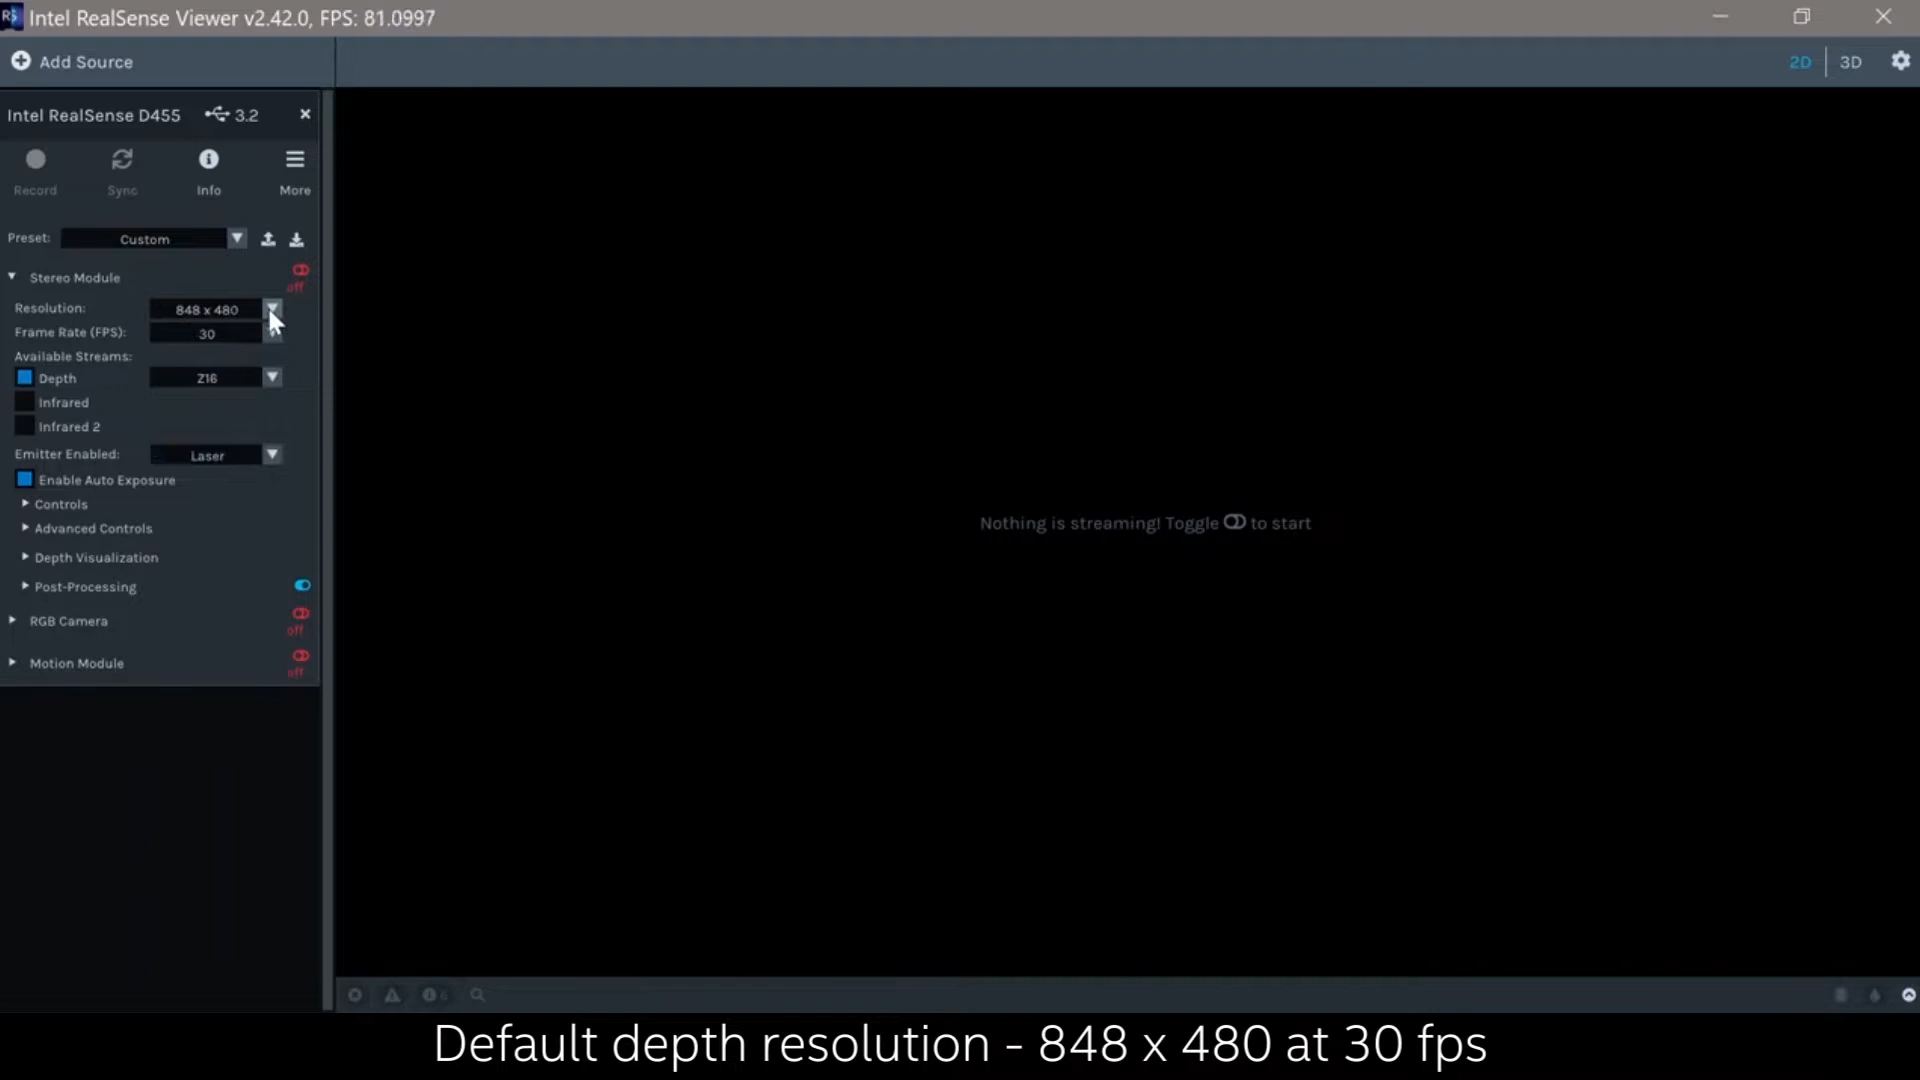 RS Intel RealSense Viewer v2.42.0, FPS: 81.0997
Add Source
2D
3D
Intel RealSense D455 3.2
Record
Sync
Info
More
Preset: Custom
Stereo Module
off
Resolution: 848 x 480
Frame Rate (FPS): 30
Available Streams:
Depth Z16
Infrared
Infrared 2
Emitter Enabled: Laser
Enable Auto Exposure
Controls
Advanced Controls
Depth Visualization
Post-Processing
RGB Camera
off
Motion Module
off
Nothing is streaming! Toggle to start
Default depth resolution - 848 x 480 at 30 fps